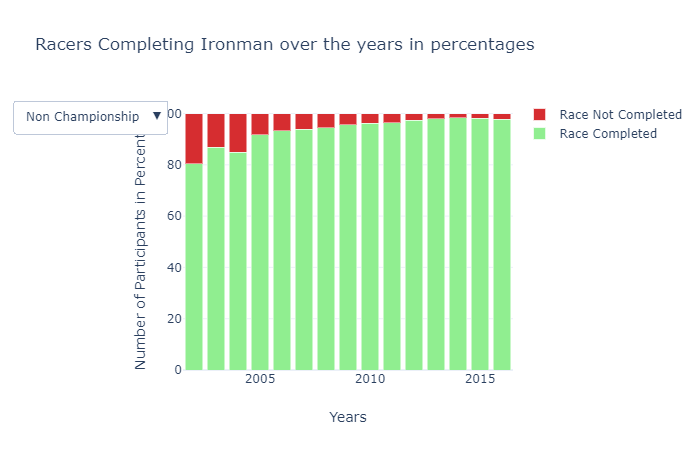 Racers Completing Ironman over the years in percentages
Non Championship ▼
Race Not Completed
Race Completed
Number of Participants in Percent
00
80
60
40
20
0
2005 2010 2015
Years